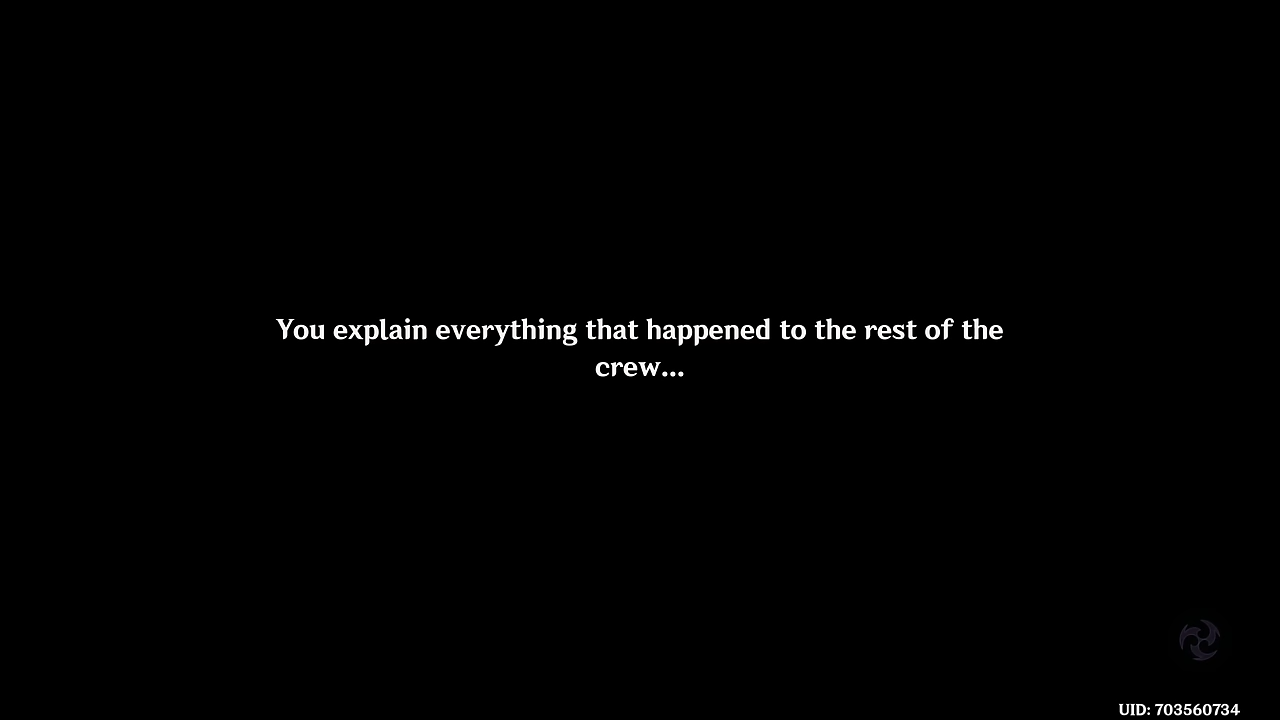 You explain everything that happened to the rest of the
crew...
UID: 703560734